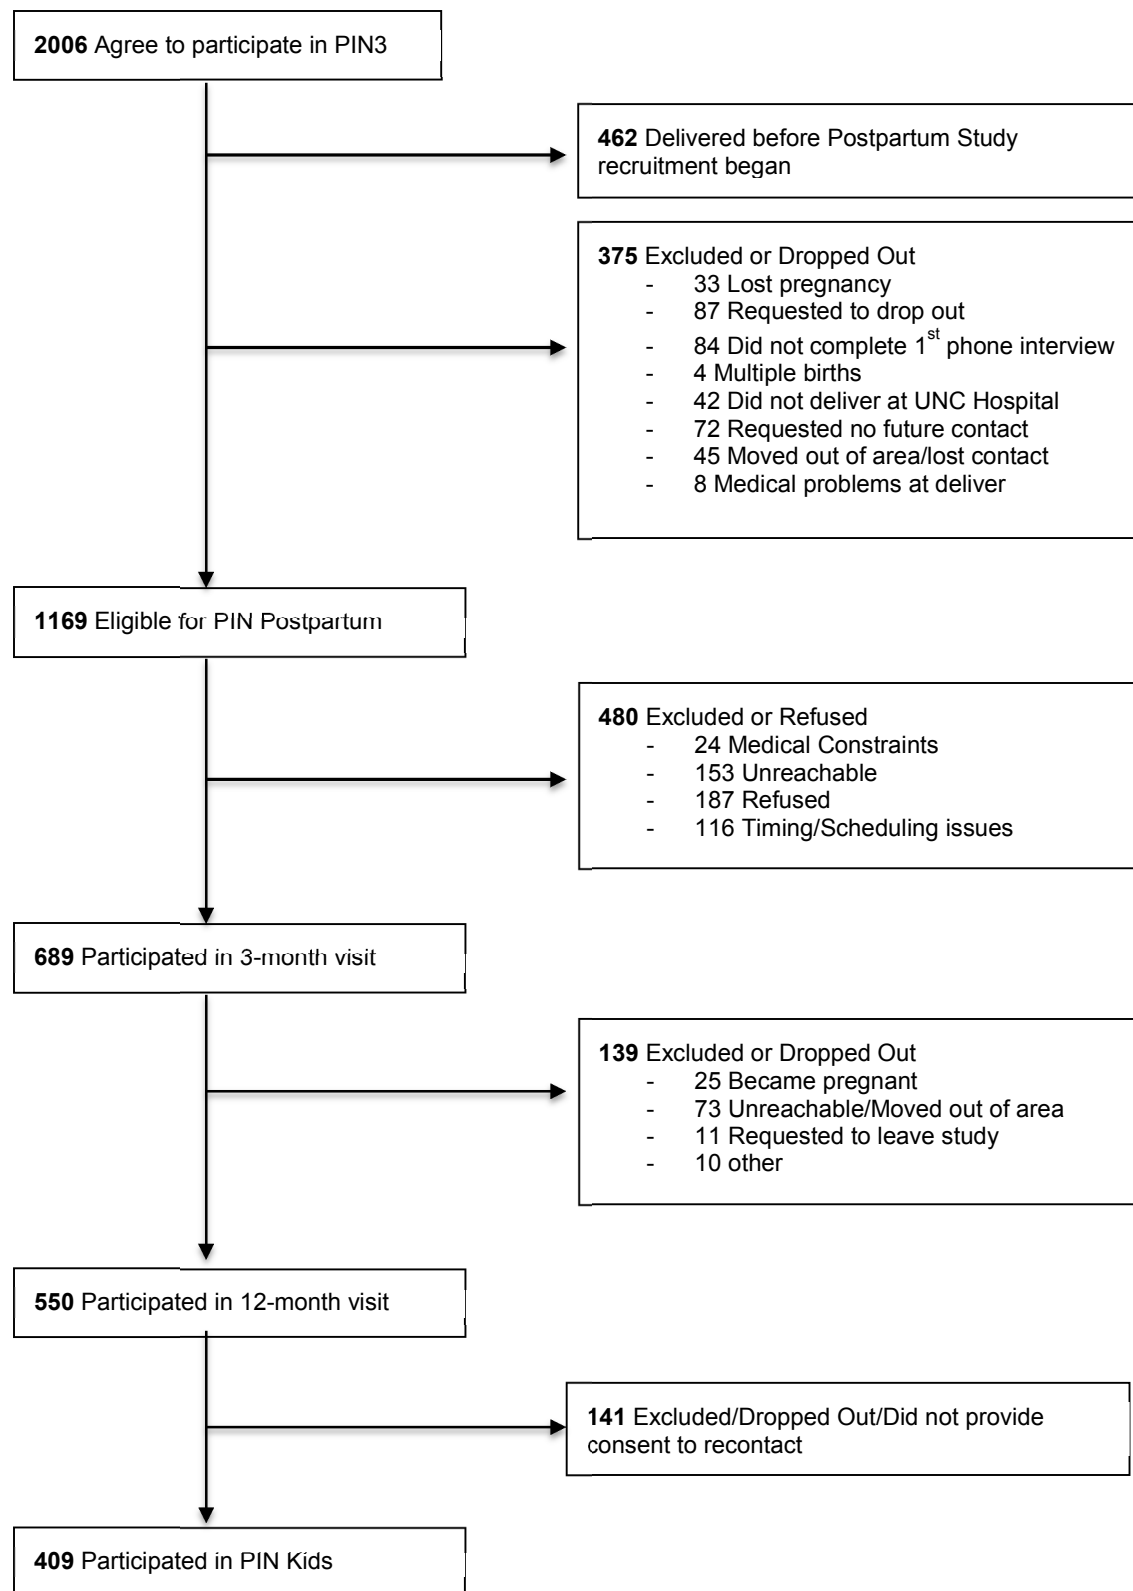 2006 Agree to participate in PIN3
462 Delivered before Postpartum Study
recruitment began
375 Excluded or Dropped Out
- 33 Lost pregnancy
- 87 Requested to drop out
- 84 Did not complete 1st phone interview
- 4 Multiple births
- 42 Did not deliver at UNC Hospital
- 72 Requested no future contact
- 45 Moved out of area/lost contact
- 8 Medical problems at deliver
1169 Eligible for PIN Postpartum
480 Excluded or Refused
- 24 Medical Constraints
- 153 Unreachable
- 187 Refused
- 116 Timing/Scheduling issues
689 Participated in 3-month visit
139 Excluded or Dropped Out
- 25 Became pregnant
- 73 Unreachable/Moved out of area
- 11 Requested to leave study
- 10 other
550 Participated in 12-month visit
141 Excluded/Dropped Out/Did not provide
consent to recontact
409 Participated in PIN Kids